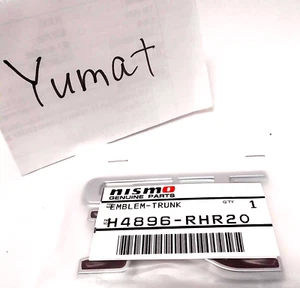 Yumat
nismo
GENUINE PARTS
EMBLEM-TRUNK
QTY
1
H4896-RHR20